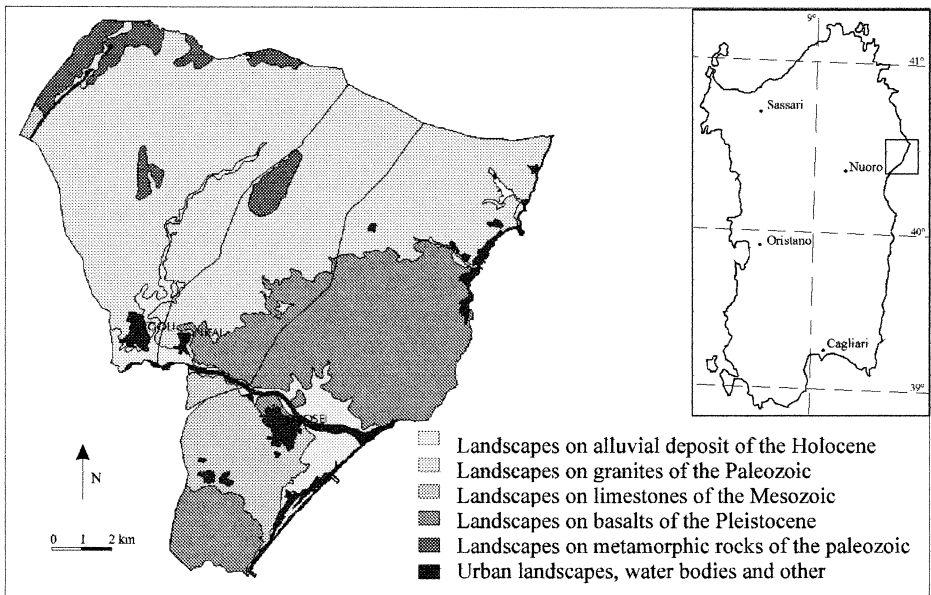 9°
41°
Sassari
Nuoro
40°
Oristano
Cagliari
39°
N
0 1 2 km
Landscapes on alluvial deposit of the Holocene
Landscapes on granites of the Paleozoic
Landscapes on limestones of the Mesozoic
Landscapes on basalts of the Pleistocene
Landscapes on metamorphic rocks of the paleozoic
Urban landscapes, water bodies and other